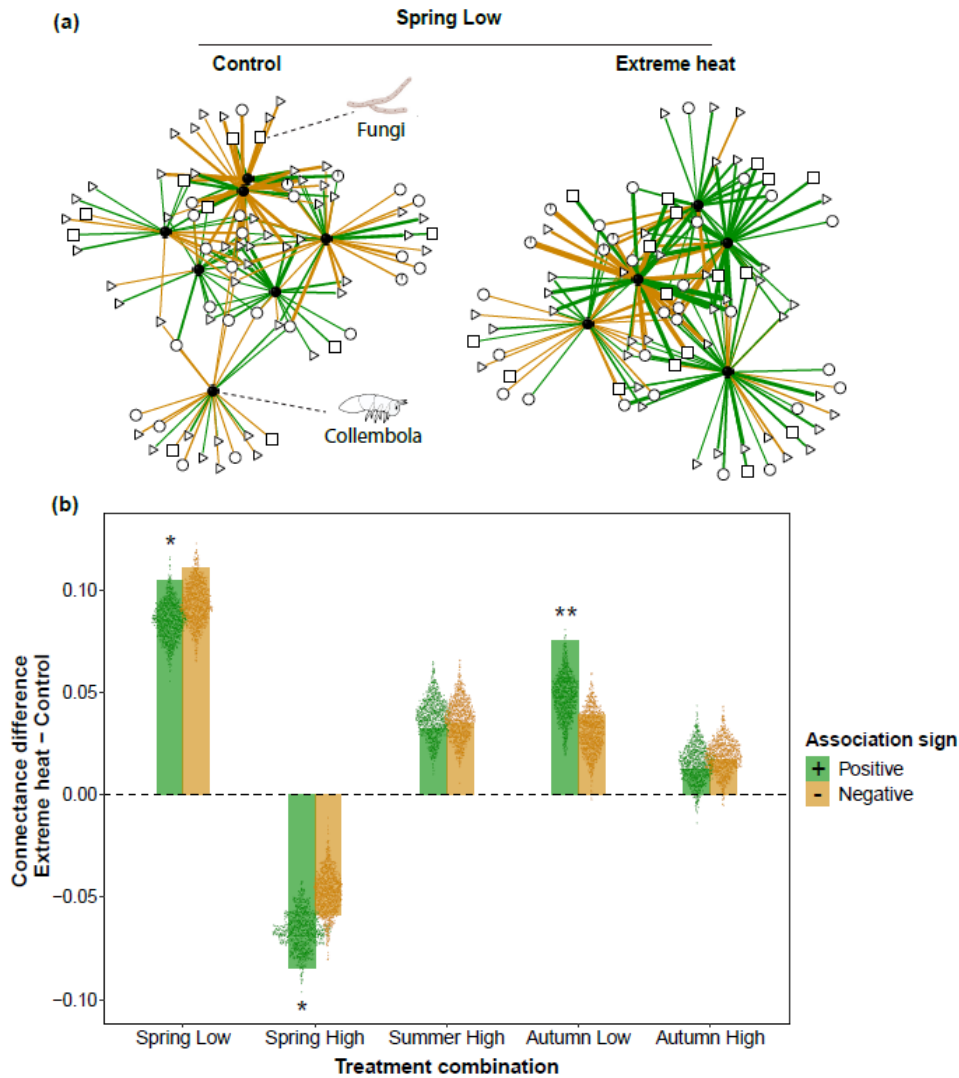 (a)
Spring Low
Control
Extreme heat
Fungi
Collembola
(b)
*
**
*
0.10
0.05
0.00
−0.05
−0.10
Connectance difference
Extreme heat − Control
Spring Low
Spring High
Summer High
Autumn Low
Autumn High
Treatment combination
Association sign
+ Positive
- Negative